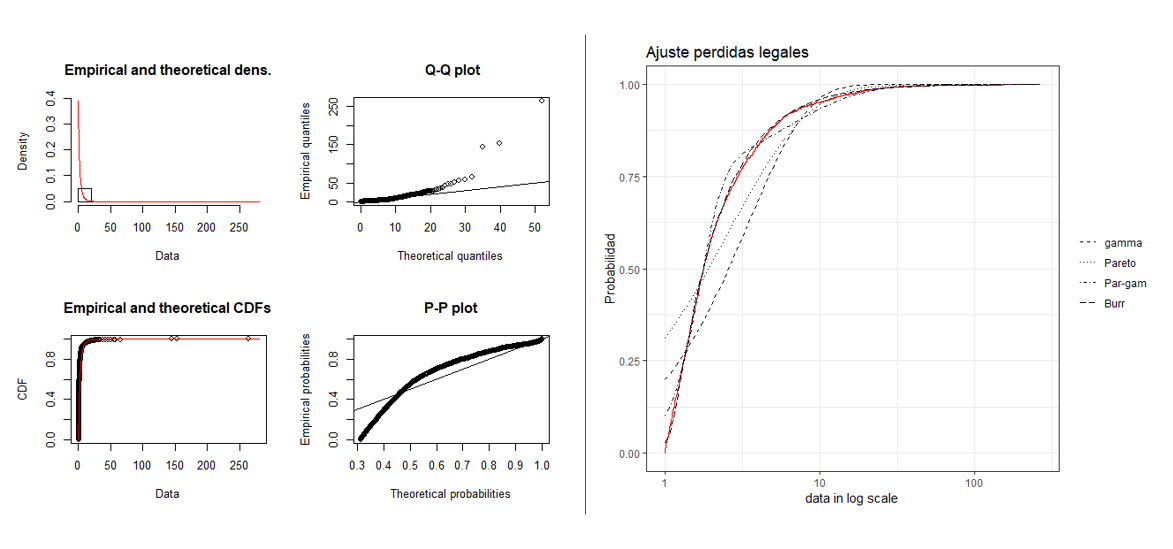 Empirical and theoretical dens.
Density
0.0 0.1 0.2 0.3 0.4
0 50 100 150 200 250
Data
Q-Q plot
Empirical quantiles
0 50 150 250
0 10 20 30 40 50
Theoretical quantiles
Empirical and theoretical CDFs
CDF
0.0 0.4 0.8
0 50 100 150 200 250
Data
P-P plot
Empirical probabilities
0.0 0.4 0.8
0.3 0.4 0.5 0.6 0.7 0.8 0.9 1.0
Theoretical probabilities
Ajuste perdidas legales
Probabilidad
1.00
0.75
0.50
0.25
0.00
1 10 100
data in log scale
gamma
Pareto
Par-gam
Burr